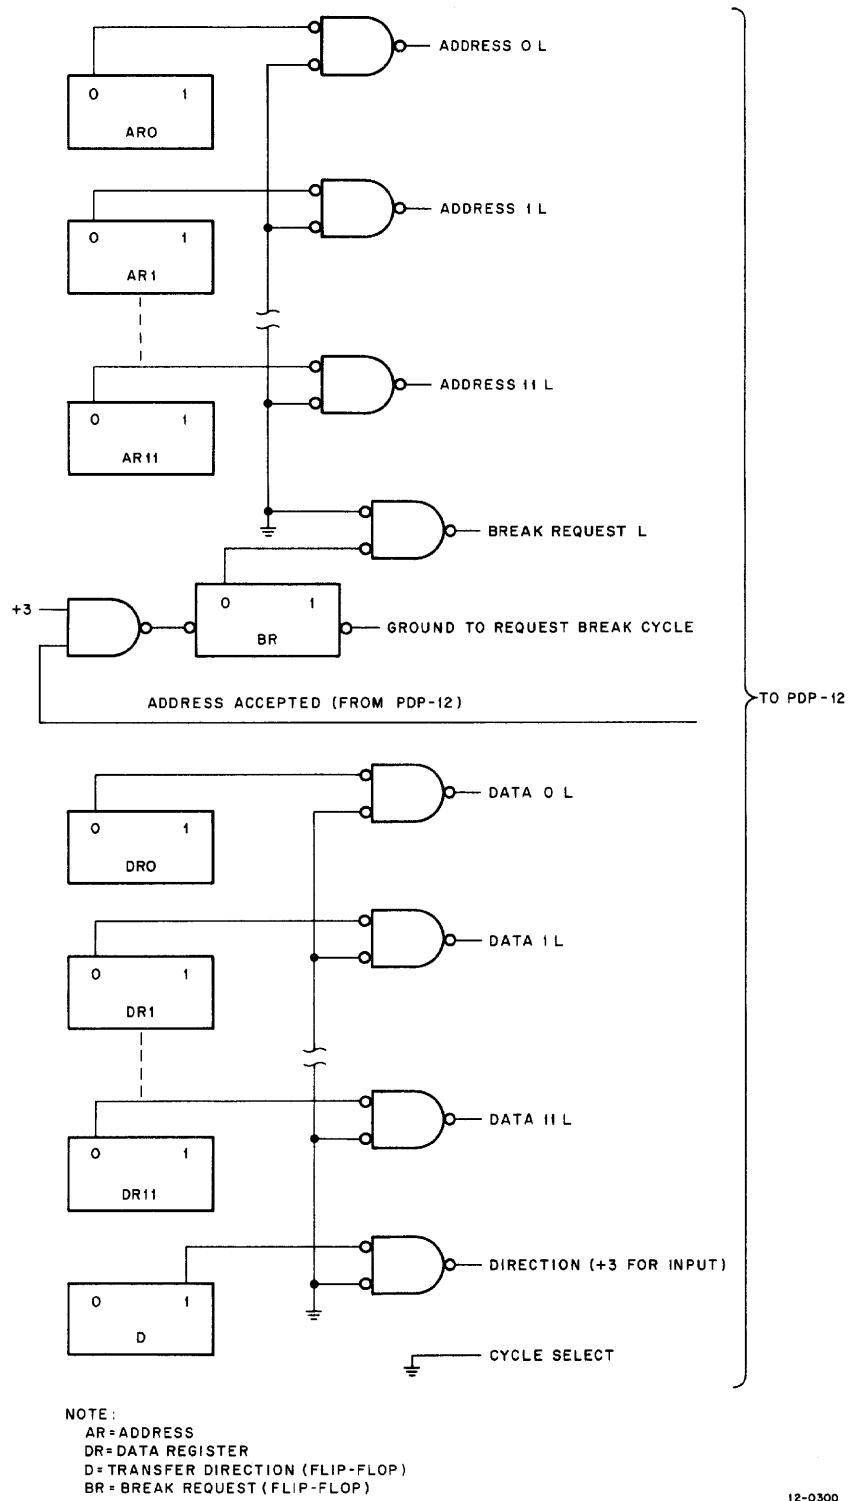 ADDRESS 0 L
0 1
AR0
ADDRESS 1 L
0 1
AR1
ADDRESS 11 L
0 1
AR11
BREAK REQUEST L
+3
0 1
BR
GROUND TO REQUEST BREAK CYCLE
ADDRESS ACCEPTED (FROM PDP-12)
TO PDP-12
DATA 0 L
0 1
DR0
DATA 1 L
0 1
DR1
DATA 11 L
0 1
DR11
DIRECTION (+3 FOR INPUT)
0 1
D
CYCLE SELECT
NOTE:
AR=ADDRESS
DR=DATA REGISTER
D=TRANSFER DIRECTION (FLIP-FLOP)
BR=BREAK REQUEST (FLIP-FLOP)
12-0300